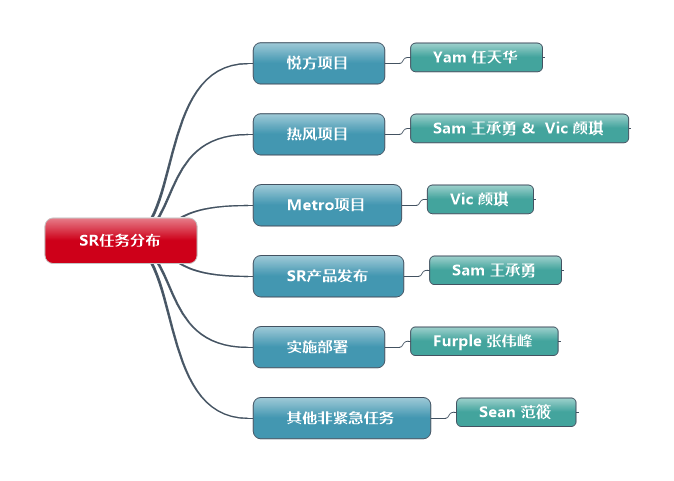 悦方项目
Yam 任天华
热风项目
Sam 王承勇 & Vic 颜琪
Metro项目
Vic 颜琪
SR任务分布
SR产品发布
Sam 王承勇
实施部署
Furple 张伟峰
其他非紧急任务
Sean 范筱